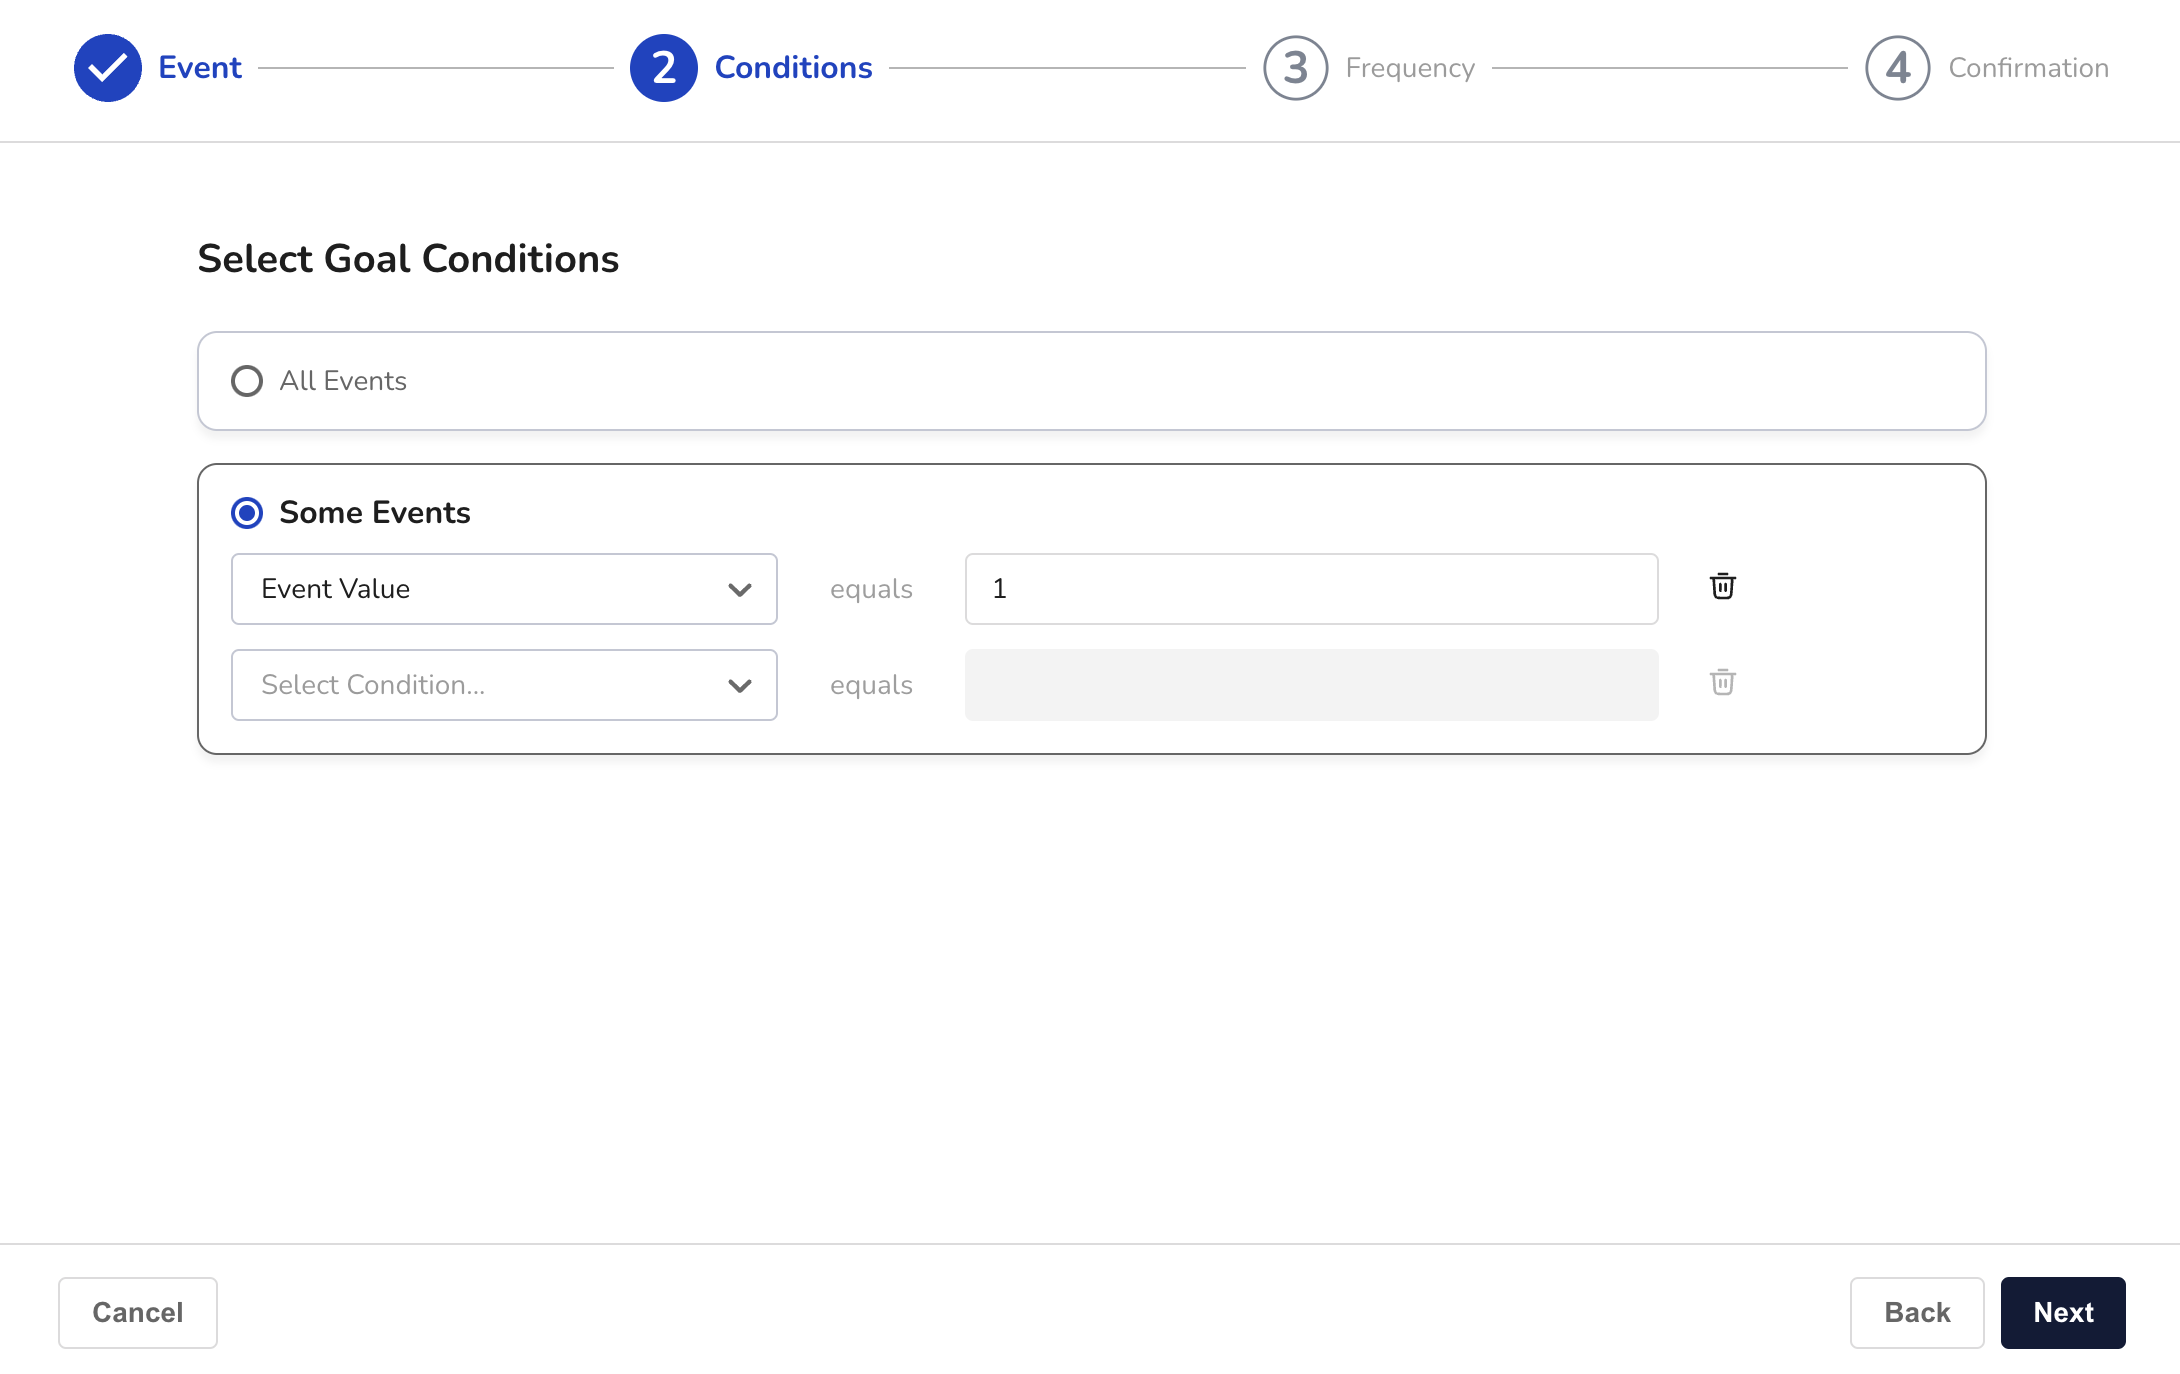 Event 2 Conditions 3 Frequency 4 Confirmation
Select Goal Conditions
All Events
Some Events
Event Value equals 1
Select Condition... equals
Cancel Back Next